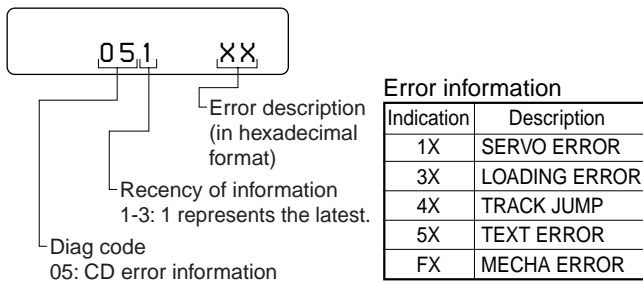 051 XX
Error description
(in hexadecimal
format)
Recency of information
1-3: 1 represents the latest.
Diag code
05: CD error information
Error information
Indication Description
1X SERVO ERROR
3X LOADING ERROR
4X TRACK JUMP
5X TEXT ERROR
FX MECHA ERROR